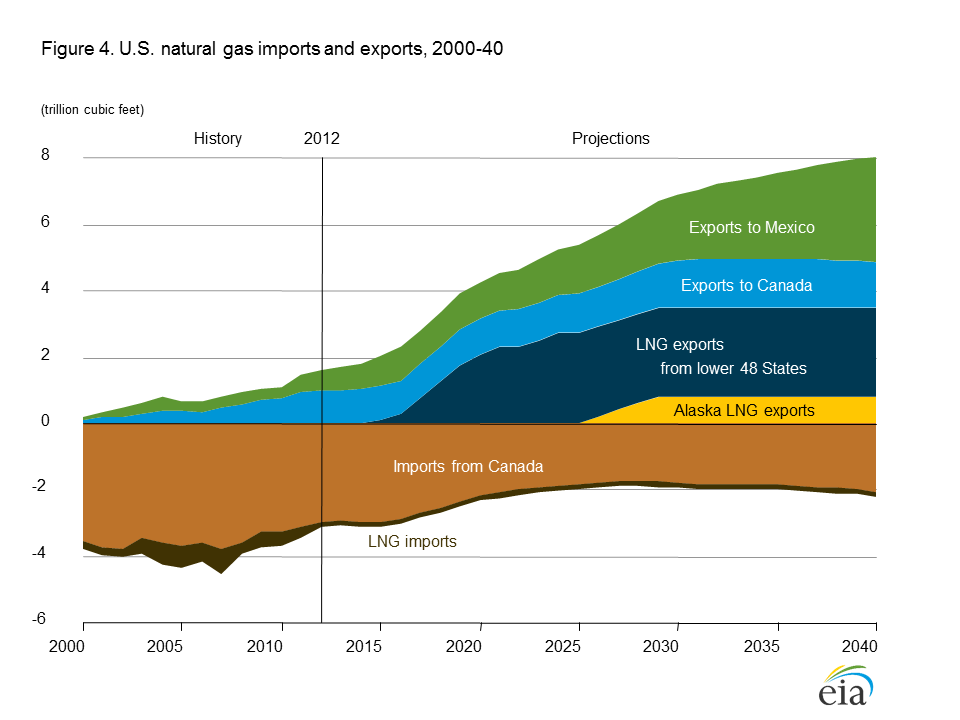 Figure 4. U.S. natural gas imports and exports, 2000-40
(trillion cubic feet)
History 2012 Projections
8
6
Exports to Mexico
4
Exports to Canada
LNG exports
2
from lower 48 States
Alaska LNG exports
0
Imports from Canada
-2
LNG imports
-4
-6
2000 2005 2010 2015 2020 2025 2030 2035 2040
eia